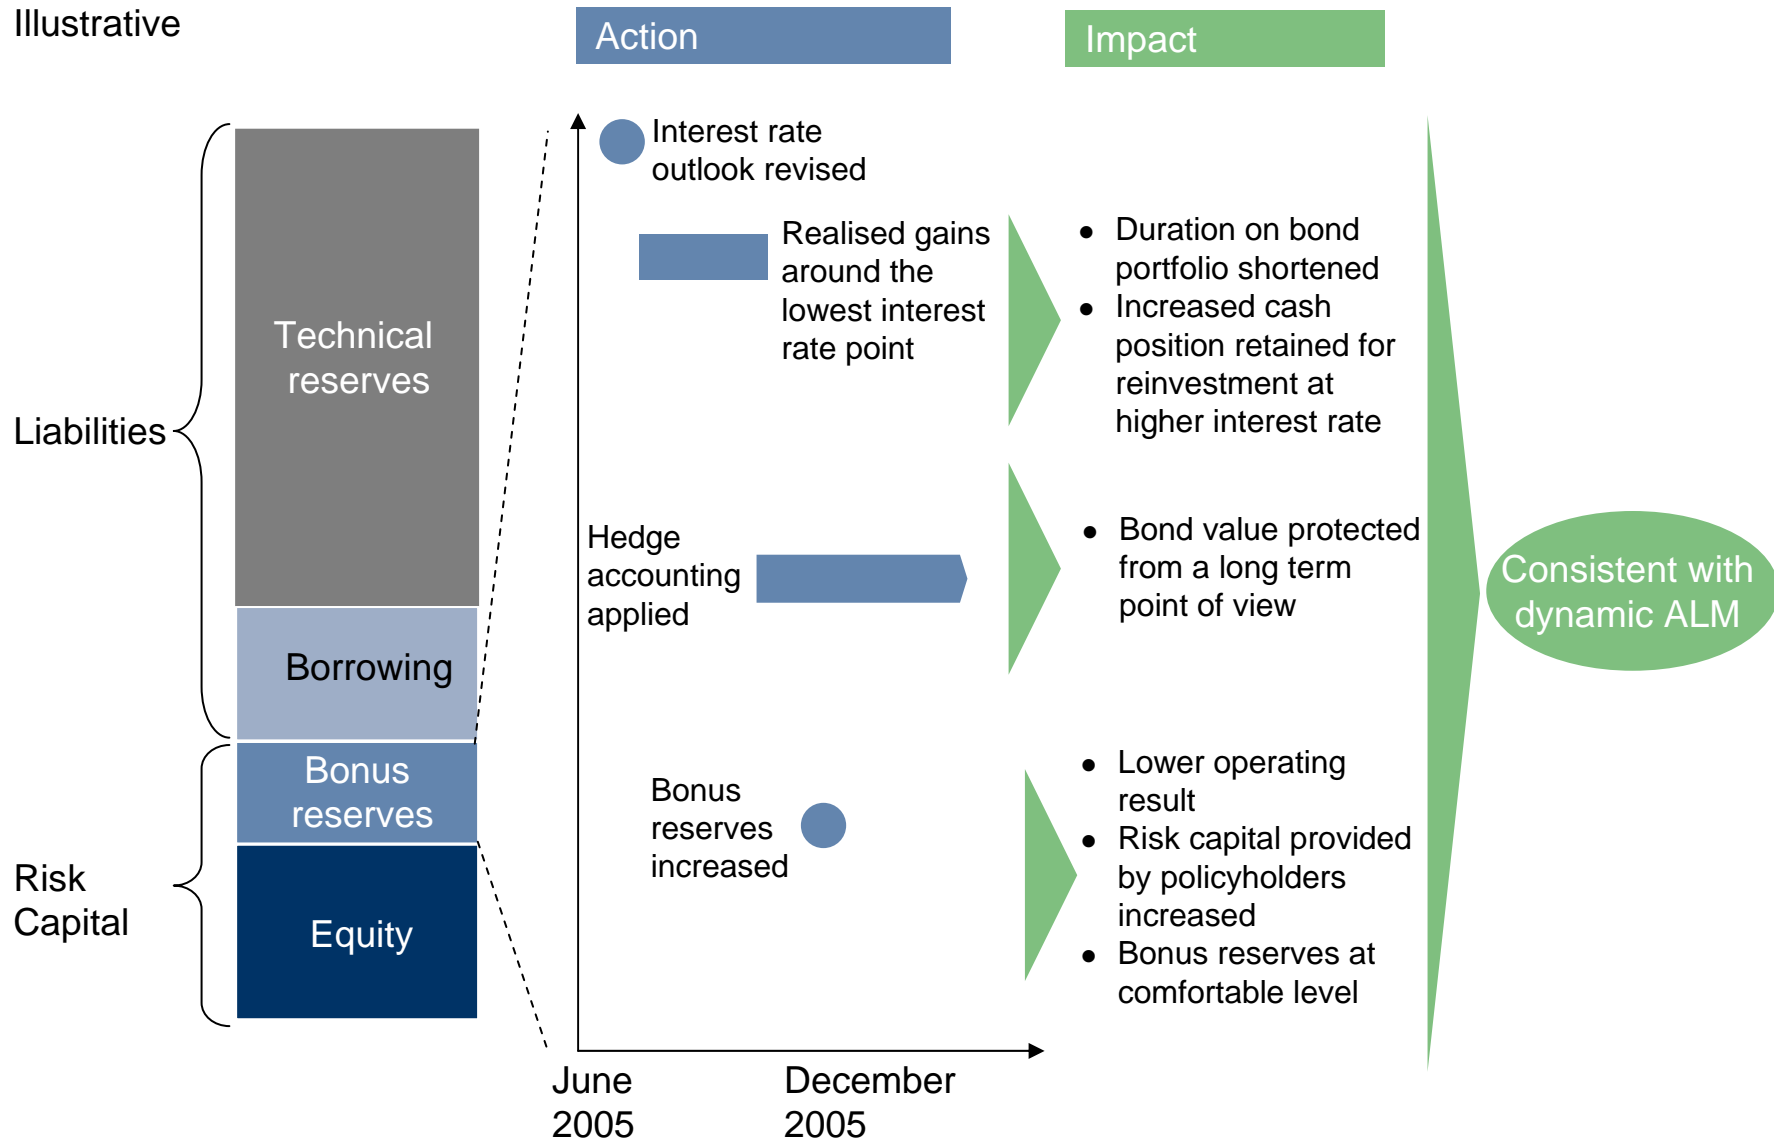 Illustrative
Action
Impact
Liabilities
Risk
Capital
Technical
reserves
Borrowing
Bonus
reserves
Equity
Interest rate
outlook revised
Realised gains
around the
lowest interest
rate point
Hedge
accounting
applied
Bonus
reserves
increased
June
2005
December
2005
● Duration on bond
portfolio shortened
● Increased cash
position retained for
reinvestment at
higher interest rate
● Bond value protected
from a long term
point of view
● Lower operating
result
● Risk capital provided
by policyholders
increased
● Bonus reserves at
comfortable level
Consistent with
dynamic ALM